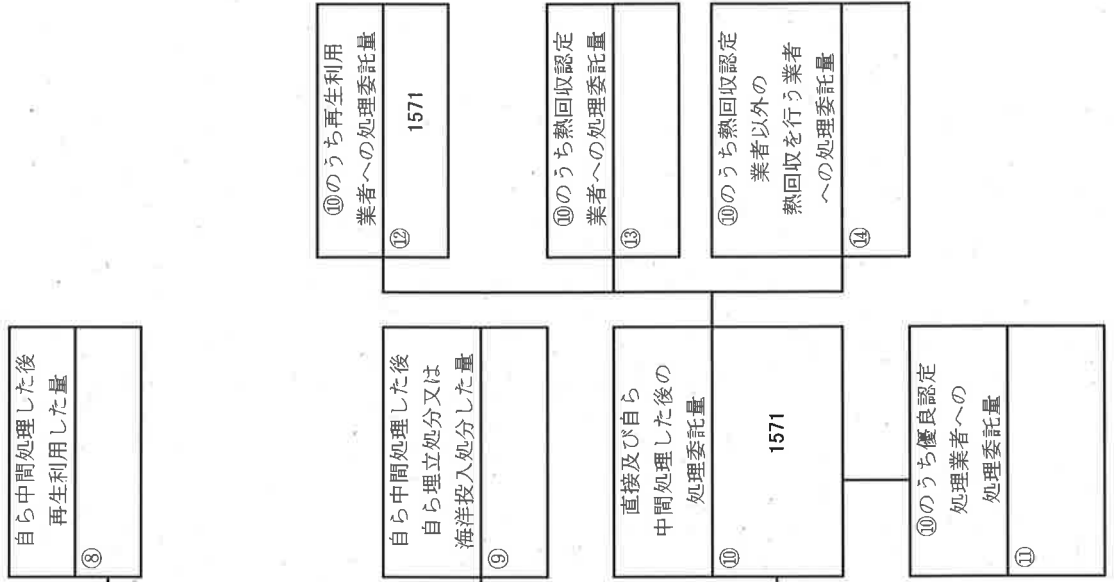 自ら中間処理した後
再生利用した量
⑧
自ら中間処理した後
自ら埋立処分又は
海洋投入処分した量
⑨
直接及び自ら
中間処理した後の
処理委託量
⑩
1571
⑩のうち優良認定
処理業者への
処理委託量
⑪
⑩のうち再生利用
業者への処理委託量
⑫
1571
⑩のうち熱回収認定
業者への処理委託量
⑬
⑩のうち熱回収認定
業者以外の
熱回収を行う業者
への処理委託量
⑭